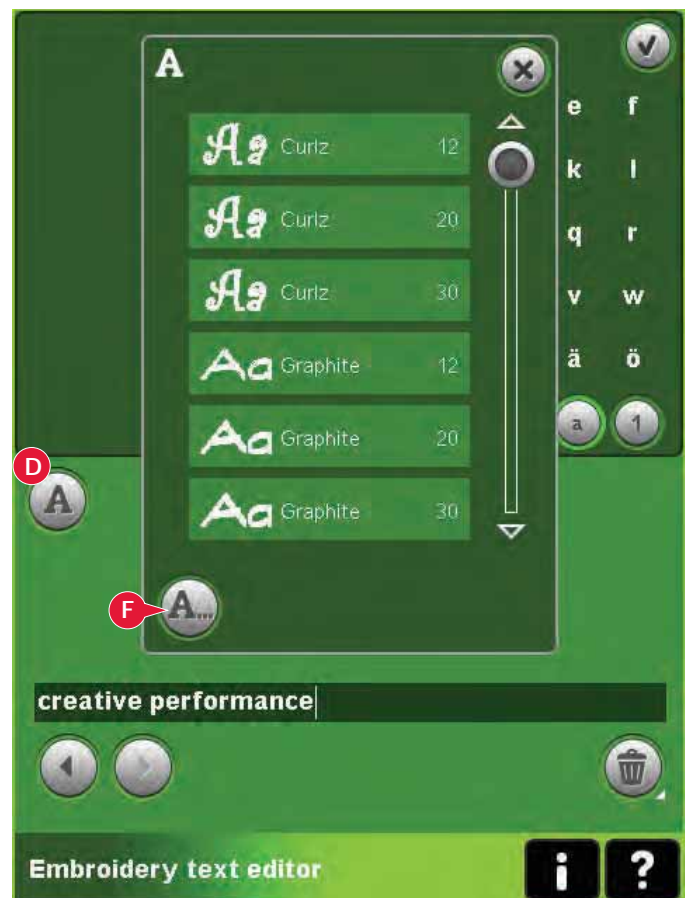 A
e f
Aa Curlz 12
k l
Aa Curlz 20
q r
Aa Curlz 30
v w
Aa Graphite 12
ä ö
Aa Graphite 20
a 1
D
A
Aa Graphite 30
F
A...
creative performance
Embroidery text editor
i ?